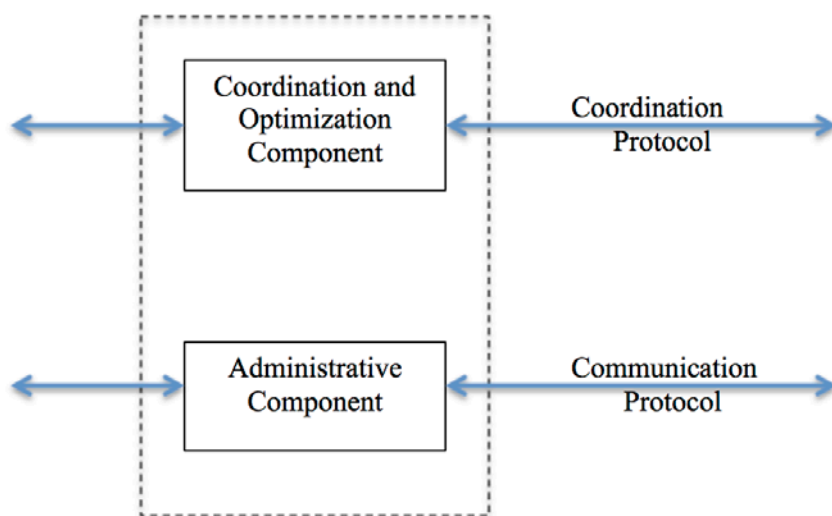 Coordination and
Optimization
Component
Coordination
Protocol
Administrative
Component
Communication
Protocol